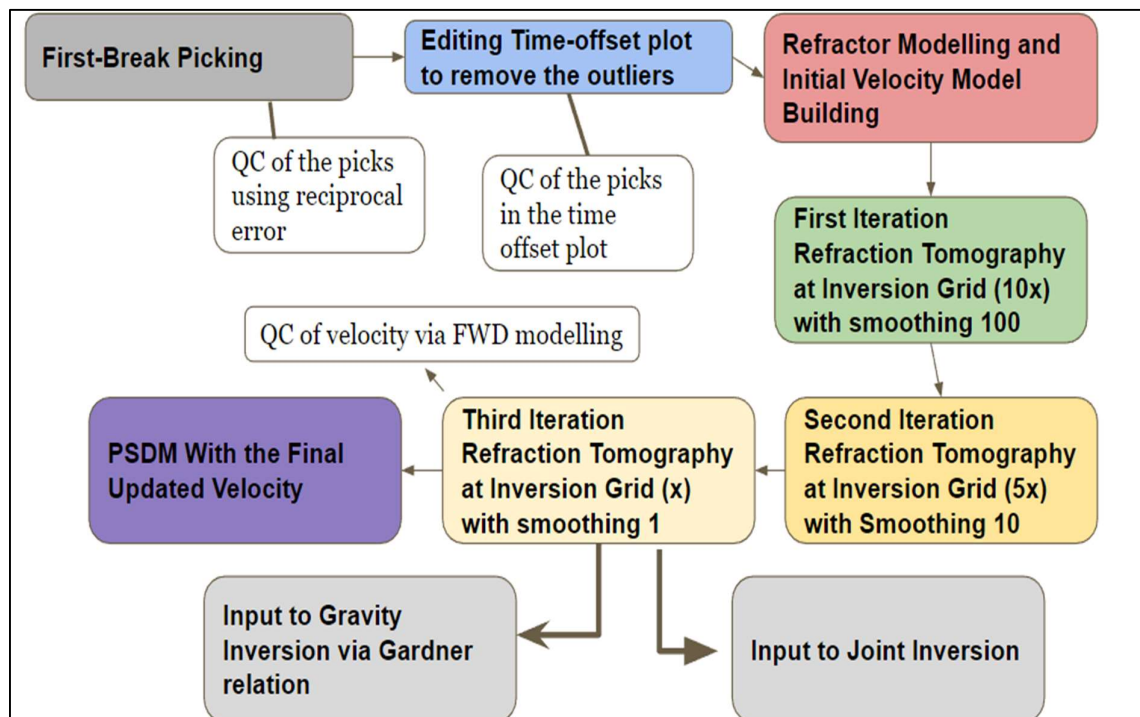 First-Break Picking
Editing Time-offset plot
to remove the outliers
Refractor Modelling and
Initial Velocity Model
Building
QC of the picks
using reciprocal
error
QC of the picks
in the time
offset plot
First Iteration
Refraction Tomography
at Inversion Grid (10x)
with smoothing 100
QC of velocity via FWD modelling
PSDM With the Final
Updated Velocity
Third Iteration
Refraction Tomography
at Inversion Grid (x)
with smoothing 1
Second Iteration
Refraction Tomography
at Inversion Grid (5x)
with Smoothing 10
Input to Gravity
Inversion via Gardner
relation
Input to Joint Inversion